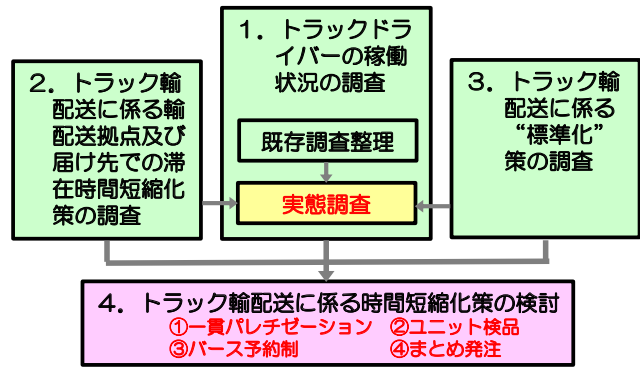 1．トラックドラ
イバーの稼働
状況の調査
既存調査整理
実態調査
2．トラック輸
配送に係る輸
配送拠点及び
届け先での滞
在時間短縮化
策の調査
3．トラック輸
配送に係る
“標準化”
策の調査
4．トラック輸配送に係る時間短縮化策の検討
①一貫パレチゼーション ②ユニット検品
③バース予約制 ④まとめ発注